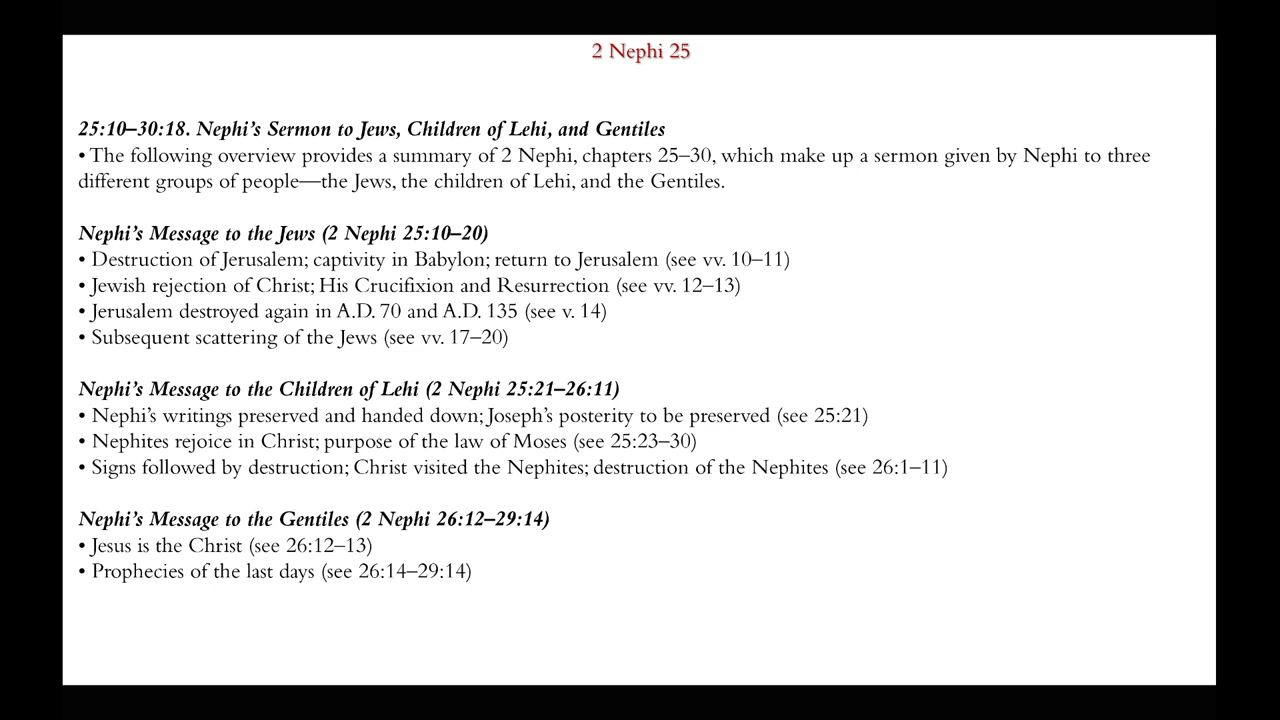 2 Nephi 25
25:10–30:18. Nephi's Sermon to Jews, Children of Lehi, and Gentiles
• The following overview provides a summary of 2 Nephi, chapters 25–30, which make up a sermon given by Nephi to three
different groups of people—the Jews, the children of Lehi, and the Gentiles.
Nephi's Message to the Jews (2 Nephi 25:10–20)
• Destruction of Jerusalem; captivity in Babylon; return to Jerusalem (see vv. 10–11)
• Jewish rejection of Christ; His Crucifixion and Resurrection (see vv. 12–13)
• Jerusalem destroyed again in A.D. 70 and A.D. 135 (see v. 14)
• Subsequent scattering of the Jews (see vv. 17–20)
Nephi's Message to the Children of Lehi (2 Nephi 25:21–26:11)
• Nephi's writings preserved and handed down; Joseph's posterity to be preserved (see 25:21)
• Nephites rejoice in Christ; purpose of the law of Moses (see 25:23–30)
• Signs followed by destruction; Christ visited the Nephites; destruction of the Nephites (see 26:1–11)
Nephi's Message to the Gentiles (2 Nephi 26:12–29:14)
• Jesus is the Christ (see 26:12–13)
• Prophecies of the last days (see 26:14–29:14)